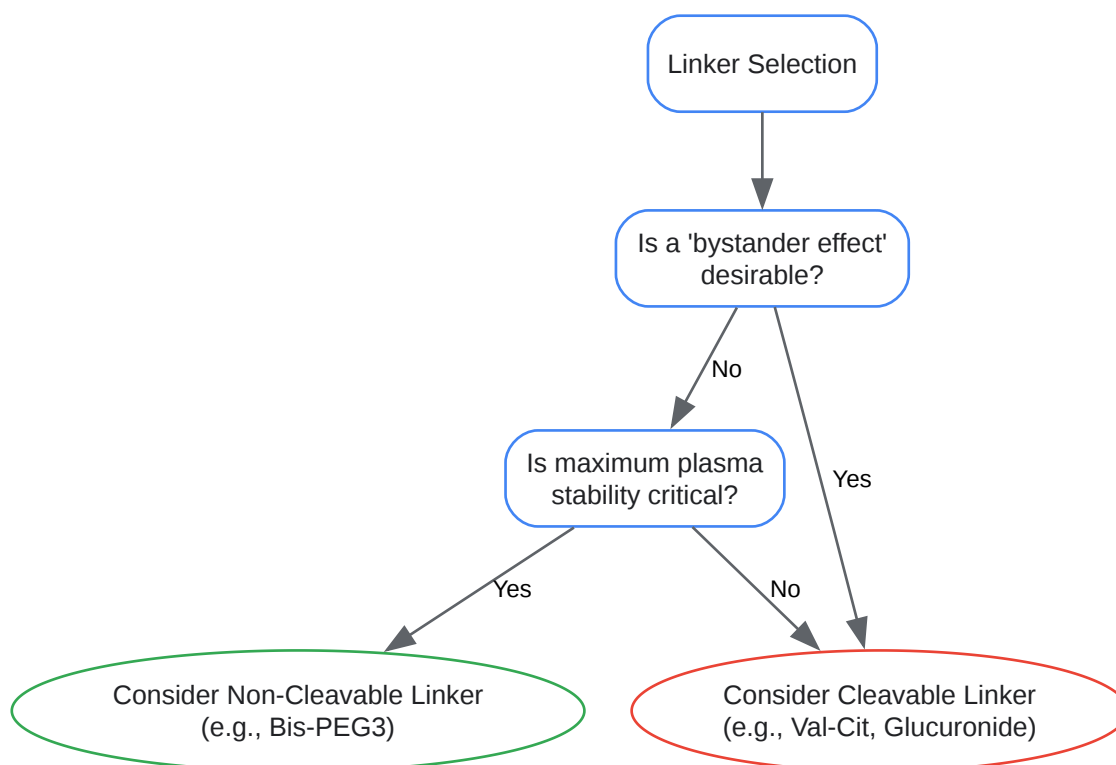 Linker Selection
Is a 'bystander effect'
desirable?
No
Is maximum plasma
stability critical?
Yes
Yes
No
Consider Non-Cleavable Linker
(e.g., Bis-PEG3)
Consider Cleavable Linker
(e.g., Val-Cit, Glucuronide)